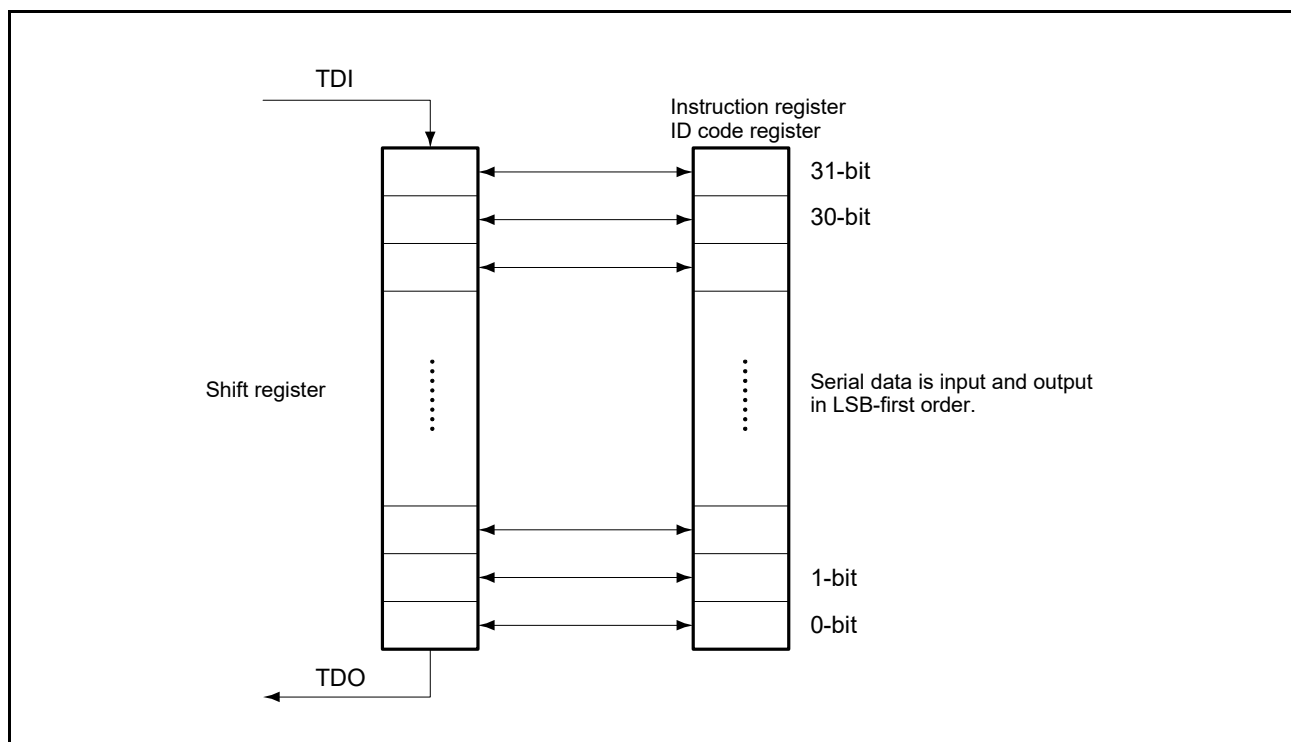 TDI
Instruction register
ID code register
31-bit
30-bit
Shift register
Serial data is input and output
in LSB-first order.
1-bit
0-bit
TDO